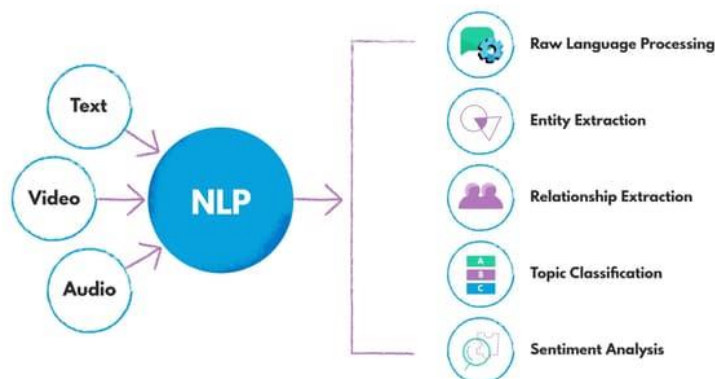 Text
Video
Audio
NLP
Raw Language Processing
Entity Extraction
Relationship Extraction
A
B
C
Topic Classification
Sentiment Analysis